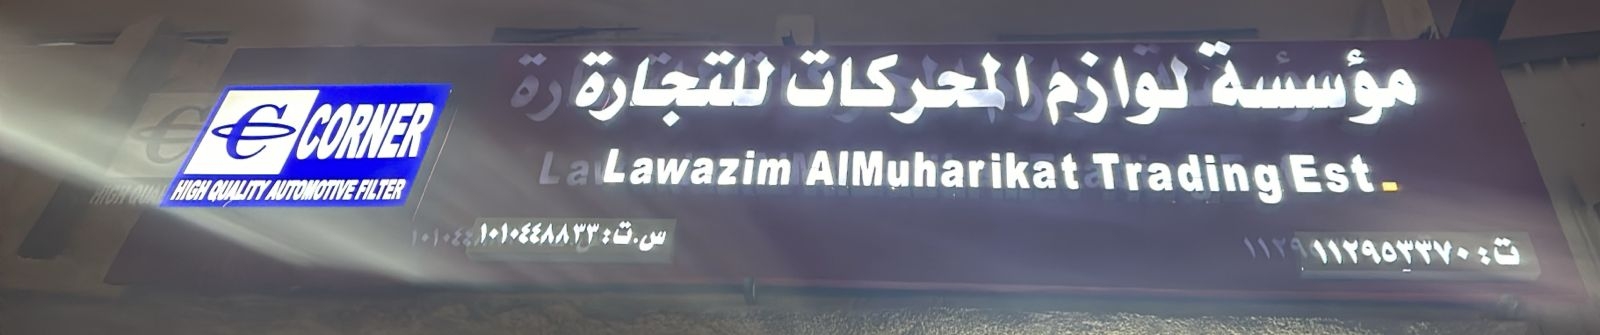 مؤسسة لوازم المحركات للتجارة
Lawazim AlMuharikat Trading Est.
CORNER
HIGH QUALITY AUTOMOTIVE FILTER
س.ت: ١٠١٠٤٤٨٨٣٣
ت: ١١٢٩٥٣٣٧٠